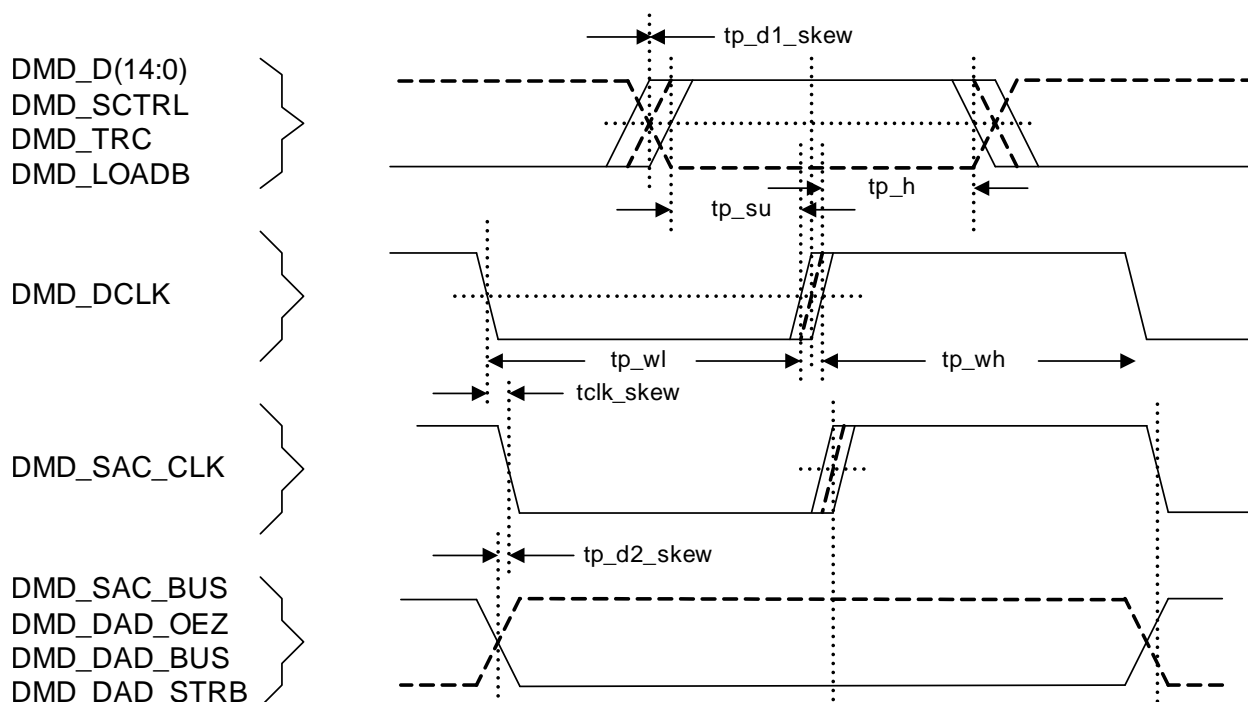 tp_d1_skew
DMD_D(14:0)
DMD_SCTRL
DMD_TRC
DMD_LOADB
tp_h
tp_su
DMD_DCLK
tp_wl
tp_wh
tclk_skew
DMD_SAC_CLK
tp_d2_skew
DMD_SAC_BUS
DMD_DAD_OEZ
DMD_DAD_BUS
DMD_DAD_STRB